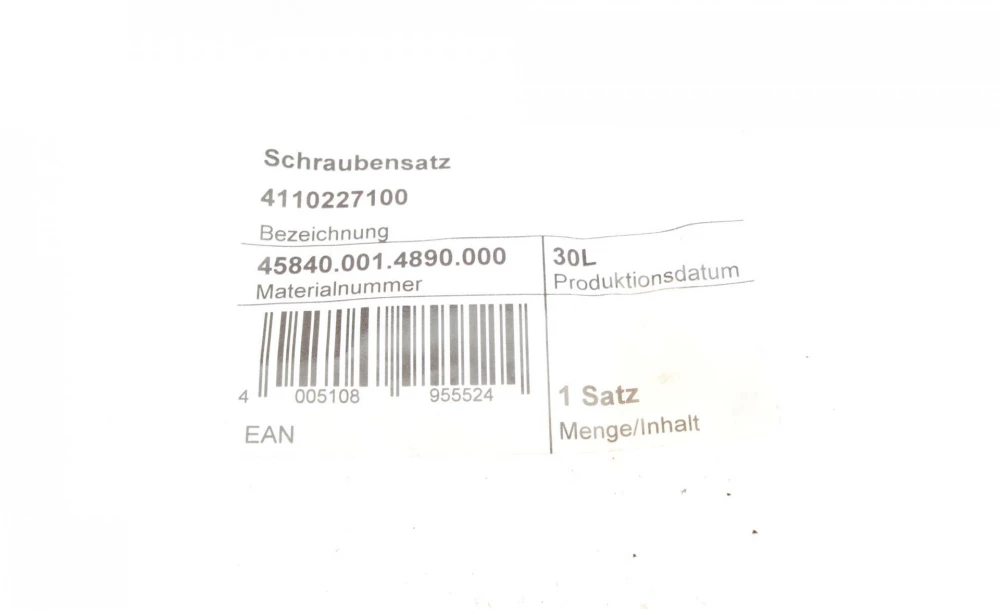 Schraubensatz
4110227100
Bezeichnung
45840.001.4890.000
Materialnummer
30L
Produktionsdatum
4 005108 955524
EAN
1 Satz
Menge/Inhalt